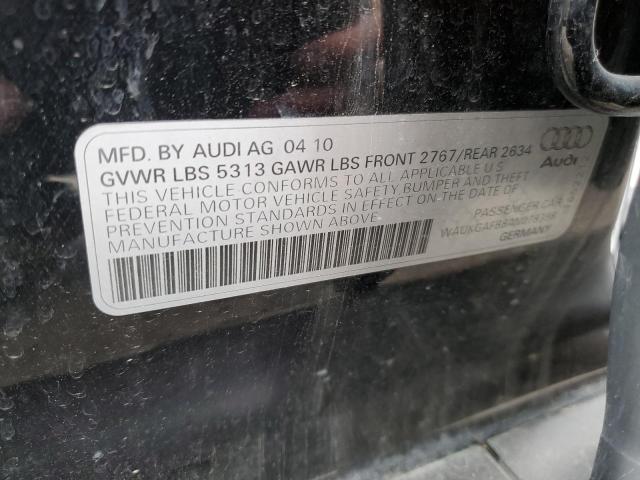 MFD. BY AUDI AG 04 10
GVWR LBS 5313 GAWR LBS FRONT 2767/REAR 2634
THIS VEHICLE CONFORMS TO ALL APPLICABLE U S
FEDERAL MOTOR VEHICLE SAFETY, BUMPER AND THEFT
PREVENTION STANDARDS IN EFFECT ON THE DATE OF
MANUFACTURE SHOWN ABOVE.
Audi
PASSENGER CAR
GERMANY